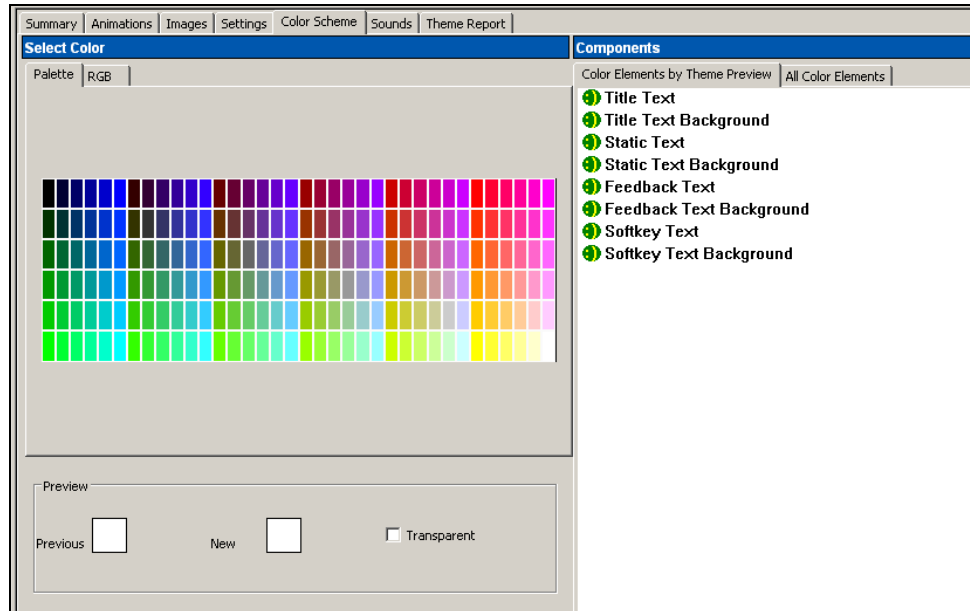 Summary Animations Images Settings Color Scheme Sounds Theme Report
Select Color
Palette RGB
Preview
Previous New Transparent
Components
Color Elements by Theme Preview All Color Elements
Title Text
Title Text Background
Static Text
Static Text Background
Feedback Text
Feedback Text Background
Softkey Text
Softkey Text Background